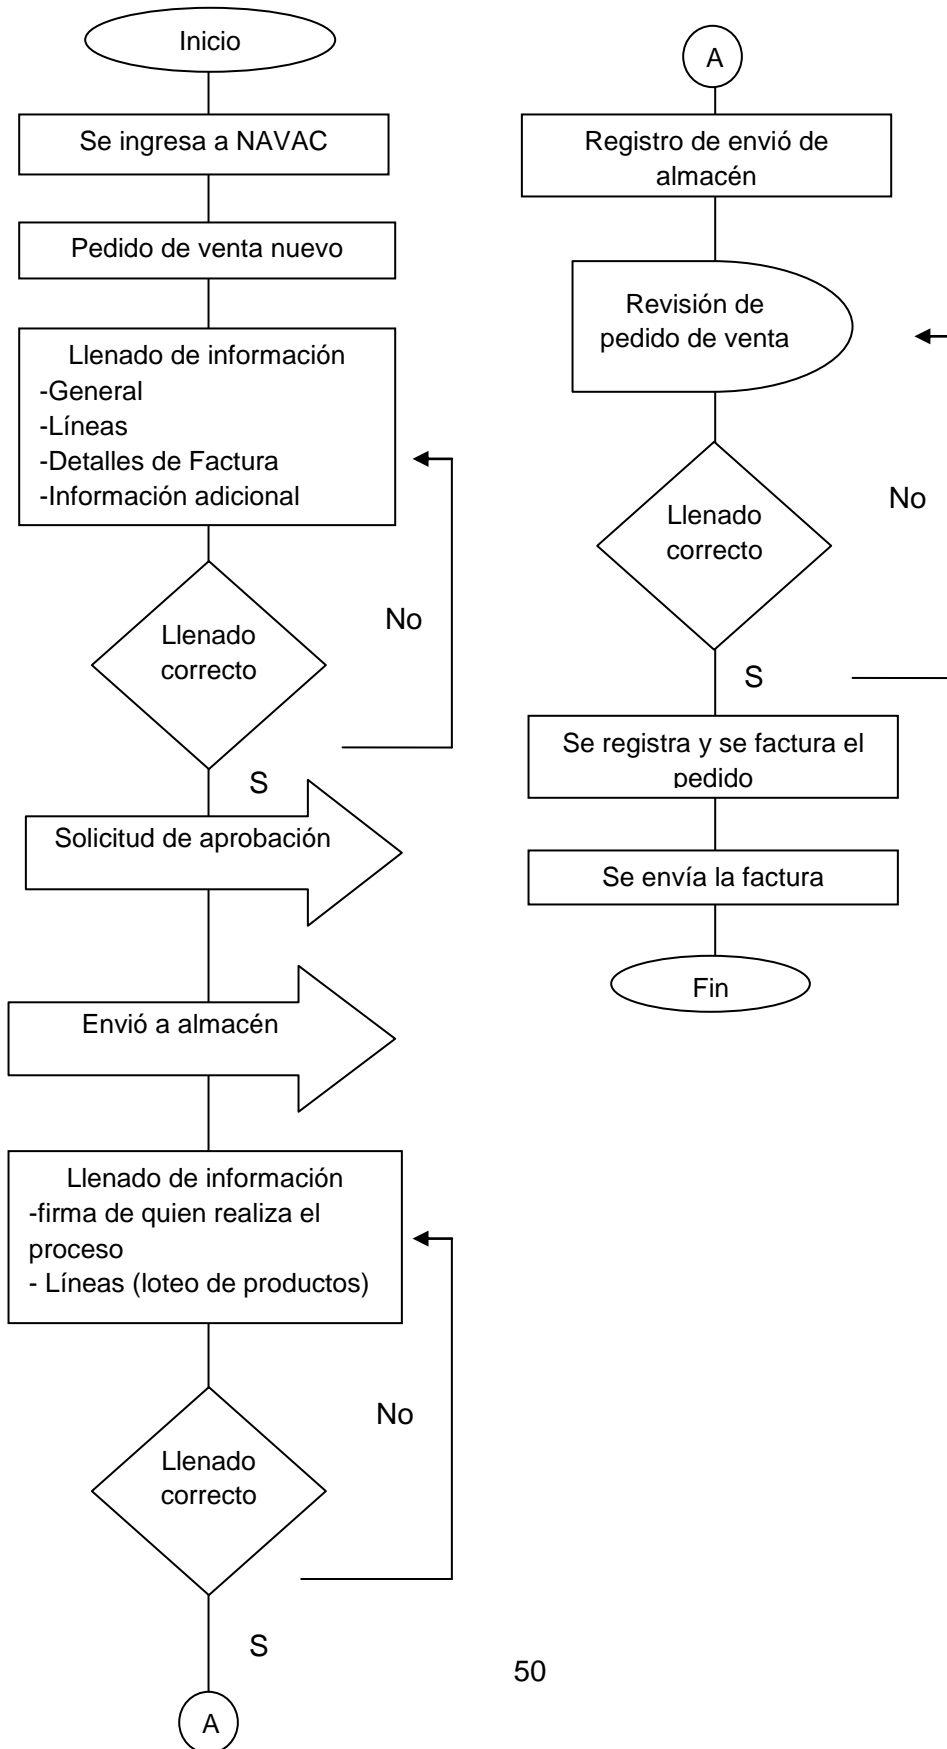 Inicio
Se ingresa a NAVAC
Pedido de venta nuevo
Llenado de información
-General
-Líneas
-Detalles de Factura
-Información adicional
No
Llenado
correcto
S
Solicitud de aprobación
Envió a almacén
Llenado de información
-firma de quien realiza el
proceso
- Líneas (loteo de productos)
No
Llenado
correcto
S
A
A
Registro de envió de
almacén
Revisión de
pedido de venta
No
Llenado
correcto
S
Se registra y se factura el
pedido
Se envía la factura
Fin
50